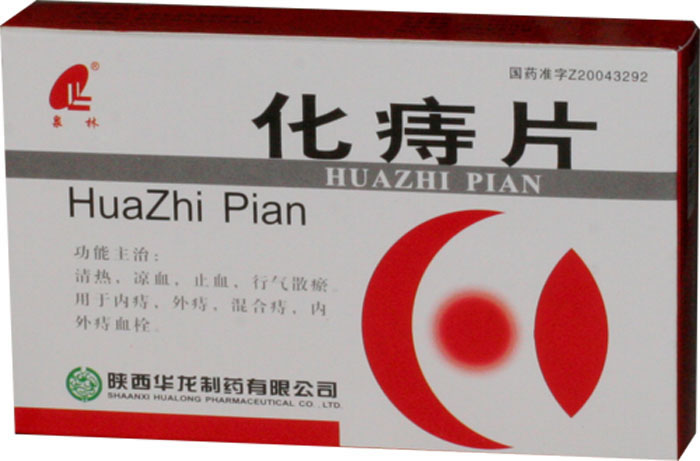 国药准字Z20043292
®
泉林
化痔片
HUAZHI PIAN
HuaZhi Pian
功能主治：
清热、凉血、止血、行气散瘀。
用于内痔、外痔、混合痔、内
外痔血栓。
陕西华龙制药有限公司
SHAANXI HUALONG PHARMACEUTICAL CO., LTD.